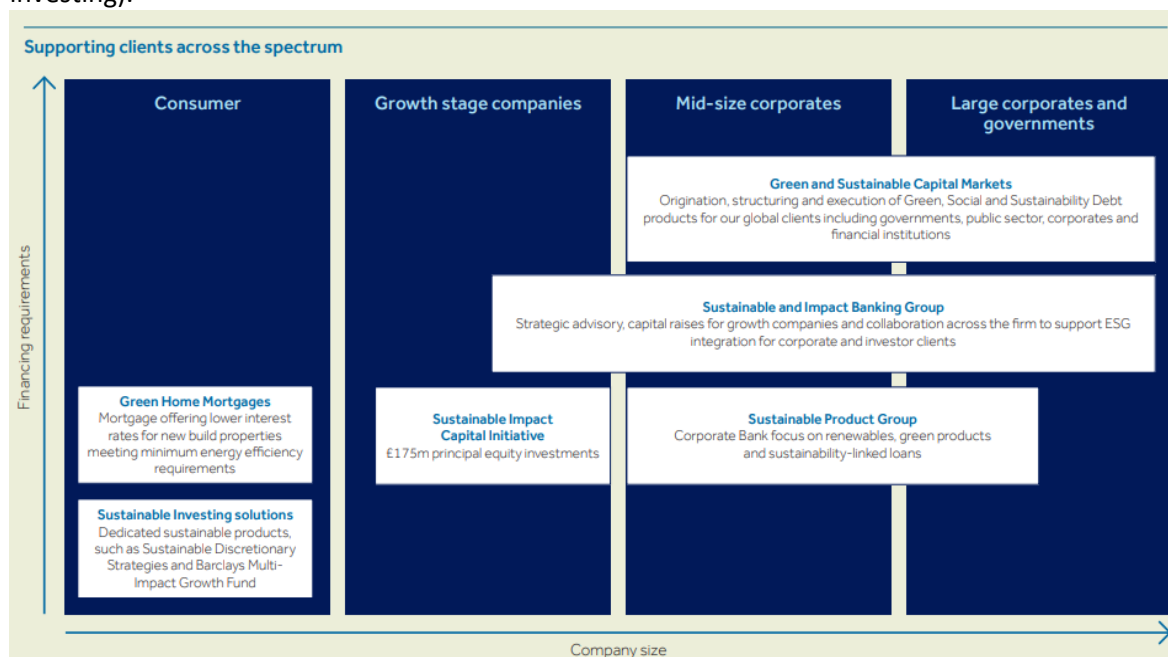 investing).
Supporting clients across the spectrum
Financing requirements
Consumer
Growth stage companies
Mid-size corporates
Large corporates and
governments
Green and Sustainable Capital Markets
Origination, structuring and execution of Green, Social and Sustainability Debt
products for our global clients including governments, public sector, corporates and
financial institutions
Sustainable and Impact Banking Group
Strategic advisory, capital raises for growth companies and collaboration across the firm to support ESG
integration for corporate and investor clients
Green Home Mortgages
Mortgage offering lower interest
rates for new build properties
meeting minimum energy efficiency
requirements
Sustainable Impact
Capital Initiative
£175m principal equity investments
Sustainable Product Group
Corporate Bank focus on renewables, green products
and sustainability-linked loans
Sustainable Investing solutions
Dedicated sustainable products,
such as Sustainable Discretionary
Strategies and Barclays Multi-
Impact Growth Fund
Company size